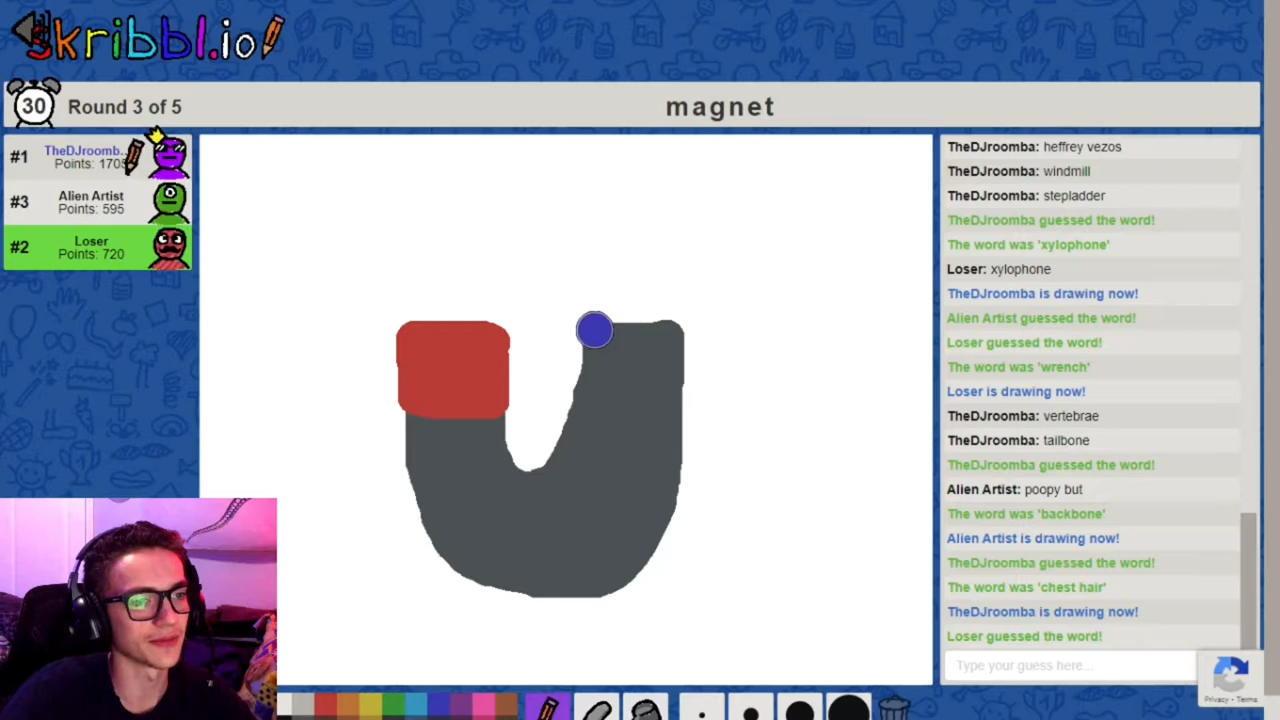 skribbl.io
30
Round 3 of 5
magnet
#1
TheDJroomb..
Points: 1705
#3
Alien Artist
Points: 595
#2
Loser
Points: 720
TheDJroomba: heffrey vezos
TheDJroomba: windmill
TheDJroomba: stepladder
TheDJroomba guessed the word!
The word was 'xylophone'
Loser: xylophone
TheDJroomba is drawing now!
Alien Artist guessed the word!
Loser guessed the word!
The word was 'wrench'
Loser is drawing now!
TheDJroomba: vertebrae
TheDJroomba: tailbone
TheDJroomba guessed the word!
Alien Artist: poopy but
The word was 'backbone'
Alien Artist is drawing now!
TheDJroomba guessed the word!
The word was 'chest hair'
TheDJroomba is drawing now!
Loser guessed the word!
Type your guess here...
Privacy - Terms